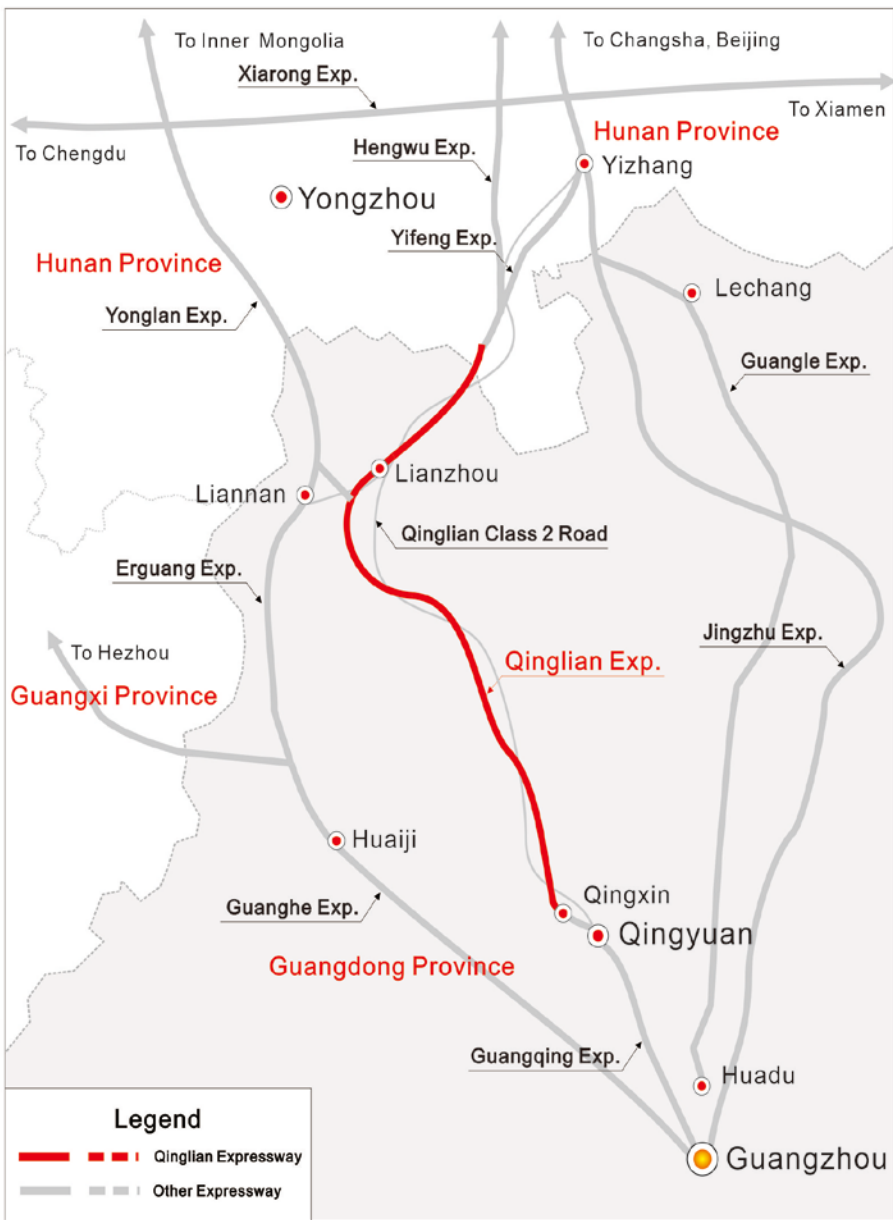 To Inner Mongolia
To Changsha, Beijing
Xiarong Exp.
To Xiamen
Hunan Province
To Chengdu
Hengwu Exp.
Yizhang
Yongzhou
Yifeng Exp.
Hunan Province
Lechang
Yonglan Exp.
Guangle Exp.
Lianzhou
Liannan
Qinglian Class 2 Road
Erguang Exp.
Jingzhu Exp.
To Hezhou
Qinglian Exp.
Guangxi Province
Huaiji
Qingxin
Guanghe Exp.
Qingyuan
Guangdong Province
Guangqing Exp.
Huadu
Guangzhou
Legend
Qinglian Expressway
Other Expressway